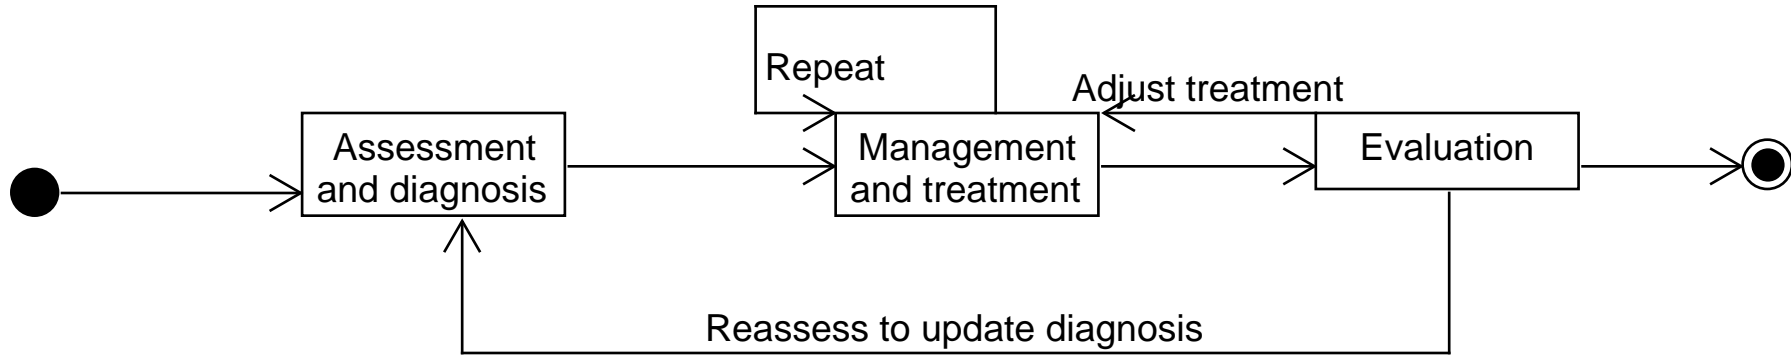 Repeat
Adjust treatment
Assessment
and diagnosis
Management
and treatment
Evaluation
Reassess to update diagnosis